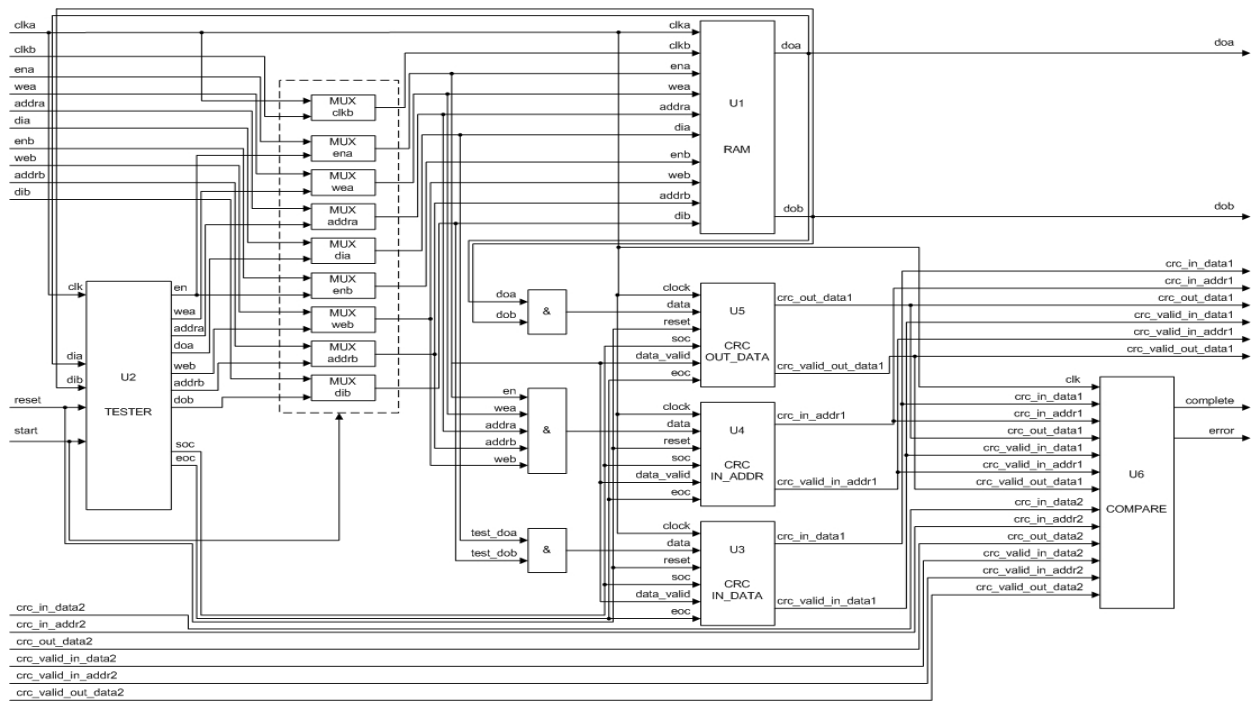 clka
clkb
ena
wea
addra
dia
enb
web
addrb
dib
reset
start
clk
dia
dib
U2
TESTER
en
wea
addra
doa
web
addrb
dob
soc
eoc
MUX
clkb
MUX
ena
MUX
wea
MUX
addra
MUX
dia
MUX
enb
MUX
web
MUX
addrb
MUX
dib
clka
clkb
ena
wea
addra
dia
enb
web
addrb
dib
U1
RAM
doa
dob
doa
dob
doa
dob
&
clock
data
reset
soc
data_valid
eoc
U5
CRC
OUT_DATA
crc_out_data1
crc_valid_out_data1
en
wea
addra
addrb
web
&
clock
data
reset
soc
data_valid
eoc
U4
CRC
IN_ADDR
crc_in_addr1
crc_valid_in_addr1
test_doa
test_dob
&
clock
data
reset
soc
data_valid
eoc
U3
CRC
IN_DATA
crc_in_data1
crc_valid_in_data1
crc_in_data1
crc_in_addr1
crc_out_data1
crc_valid_in_data1
crc_valid_in_addr1
crc_valid_out_data1
clk
crc_in_data1
crc_in_addr1
crc_out_data1
crc_valid_in_data1
crc_valid_in_addr1
crc_valid_out_data1
crc_in_data2
crc_in_addr2
crc_out_data2
crc_valid_in_data2
crc_valid_in_addr2
crc_valid_out_data2
U6
COMPARE
complete
error
crc_in_data2
crc_in_addr2
crc_out_data2
crc_valid_in_data2
crc_valid_in_addr2
crc_valid_out_data2